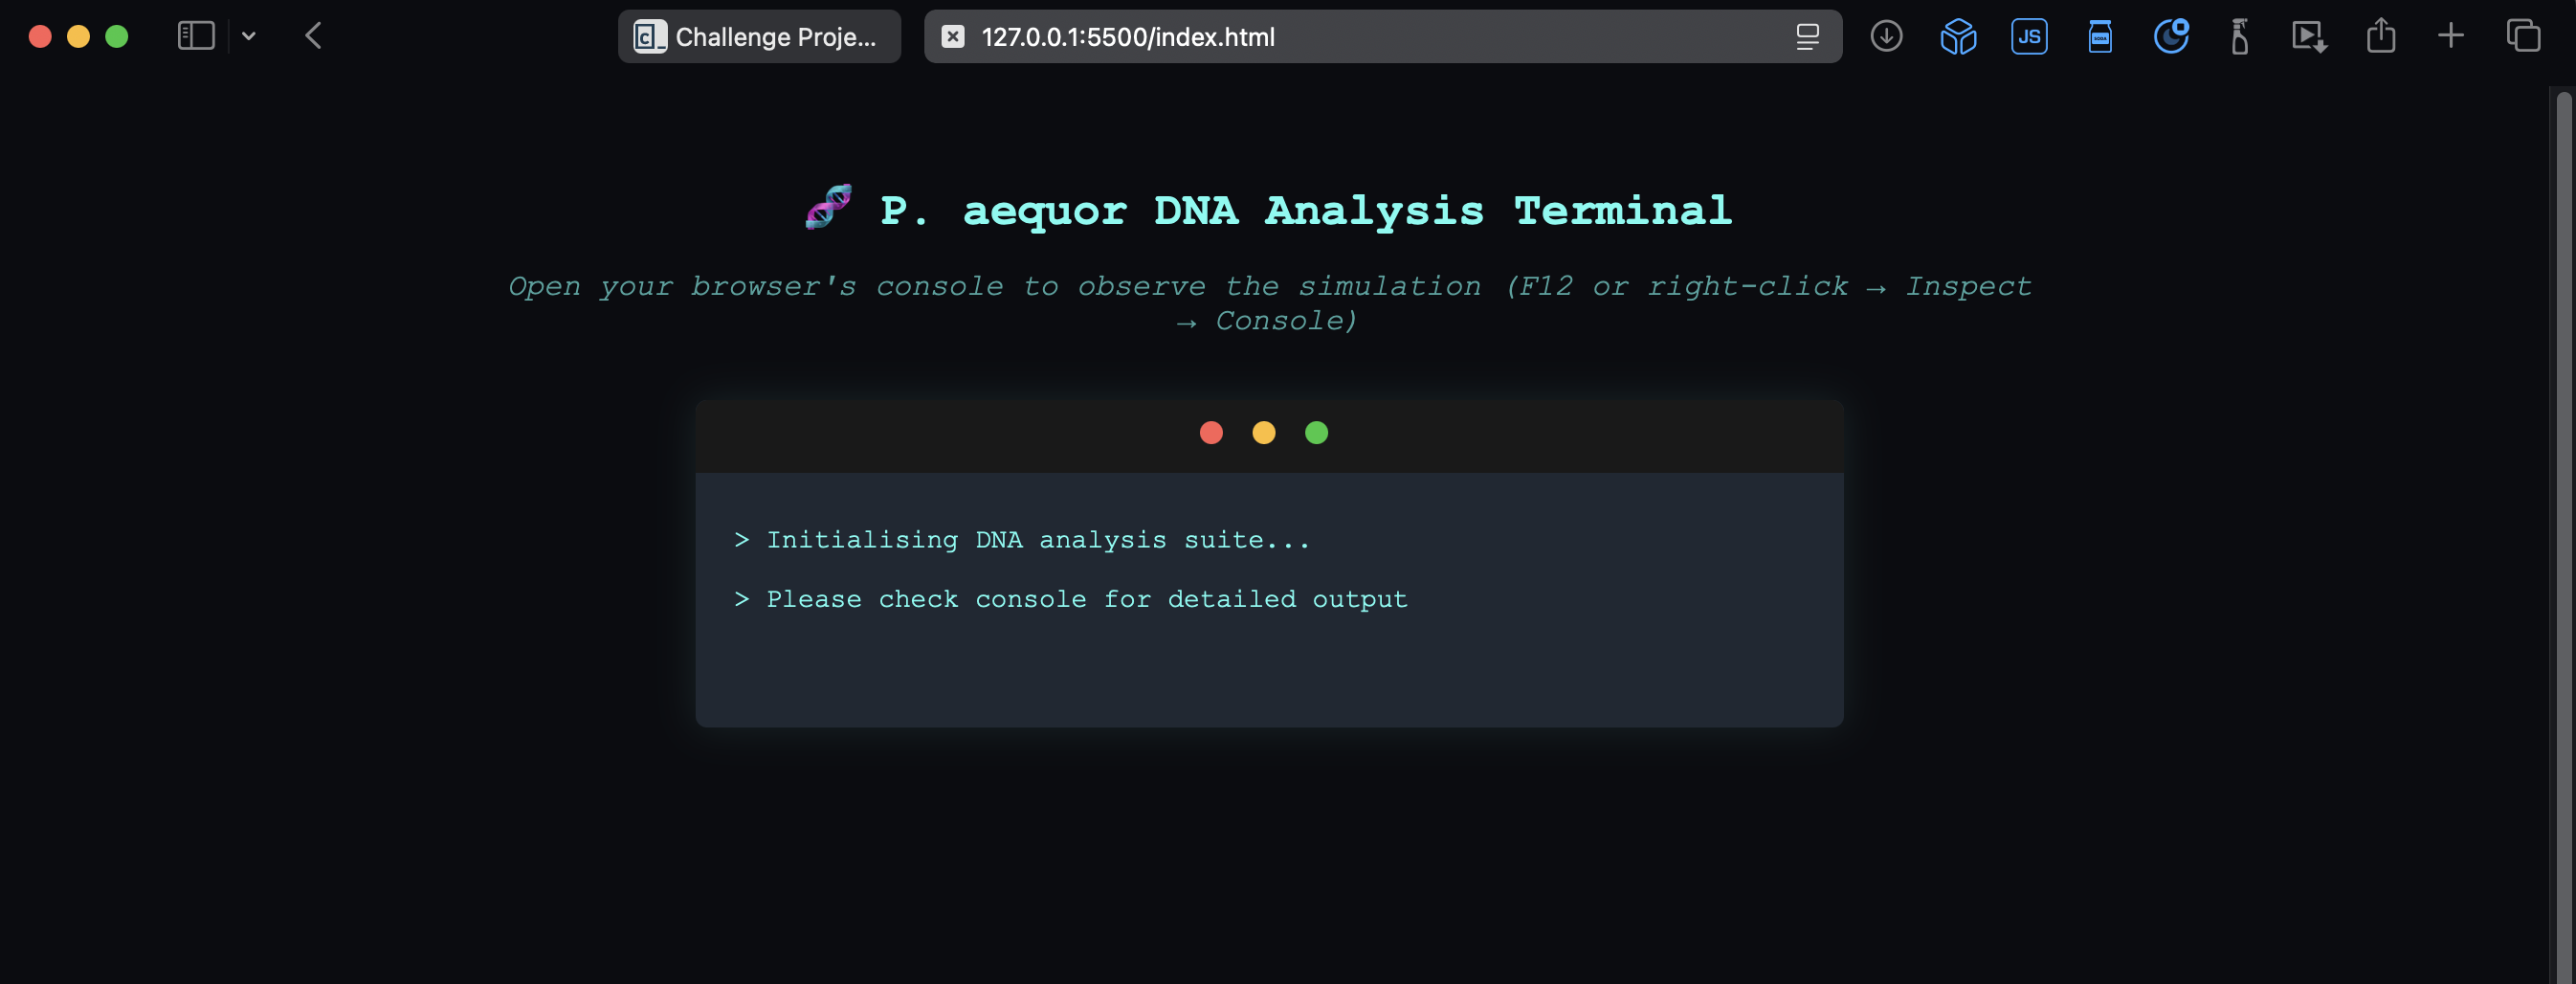 Challenge Proje...
127.0.0.1:5500/index.html
JS
P. aequor DNA Analysis Terminal
Open your browser's console to observe the simulation (F12 or right-click → Inspect
→ Console)
> Initialising DNA analysis suite...
> Please check console for detailed output